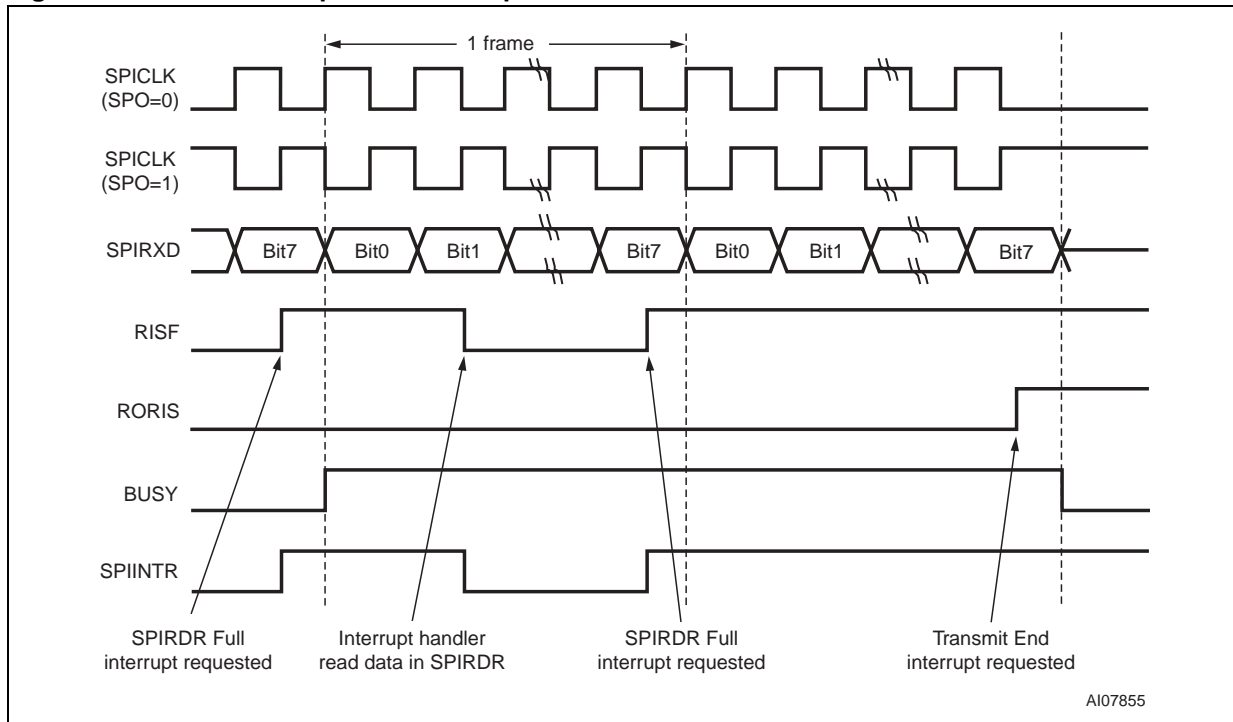 1 frame
SPICLK
(SPO=0)
SPICLK
(SPO=1)
SPIRXD
Bit7
Bit0
Bit1
Bit7
Bit0
Bit1
Bit7
RISF
RORIS
BUSY
SPIINTR
SPIRDR Full
interrupt requested
Interrupt handler
read data in SPIRDR
SPIRDR Full
interrupt requested
Transmit End
interrupt requested
AI07855